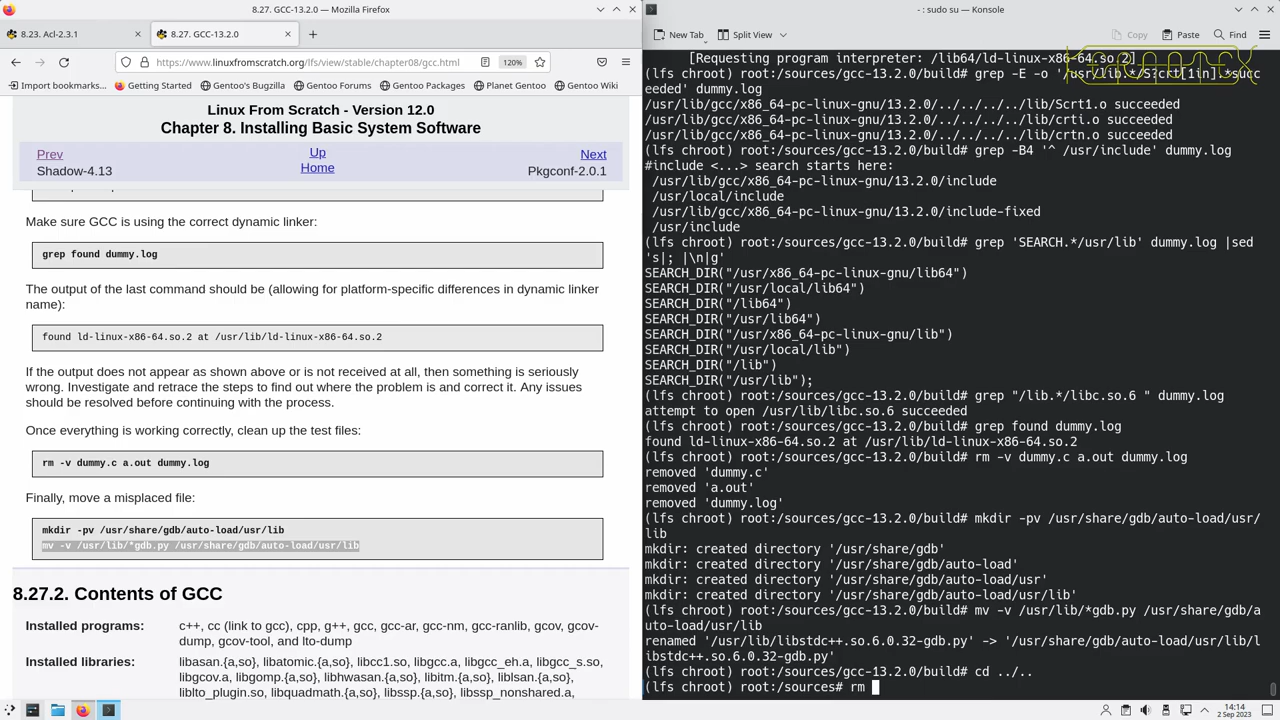 8.27. GCC-13.2.0 — Mozilla Firefox
8.23. Acl-2.3.1
8.27. GCC-13.2.0
https://www.linuxfromscratch.org/lfs/view/stable/chapter08/gcc.html
120%
Import bookmarks...
Getting Started
Gentoo's Bugzilla
Gentoo Forums
Gentoo Packages
Planet Gentoo
Gentoo Wiki
Linux From Scratch - Version 12.0
Chapter 8. Installing Basic System Software
Prev
Up
Next
Shadow-4.13
Home
Pkgconf-2.0.1
Make sure GCC is using the correct dynamic linker:
grep found dummy.log
The output of the last command should be (allowing for platform-specific differences in dynamic linker
name):
found ld-linux-x86-64.so.2 at /usr/lib/ld-linux-x86-64.so.2
If the output does not appear as shown above or is not received at all, then something is seriously
wrong. Investigate and retrace the steps to find out where the problem is and correct it. Any issues
should be resolved before continuing with the process.
Once everything is working correctly, clean up the test files:
rm -v dummy.c a.out dummy.log
Finally, move a misplaced file:
mkdir -pv /usr/share/gdb/auto-load/usr/lib
mv -v /usr/lib/*gdb.py /usr/share/gdb/auto-load/usr/lib
8.27.2. Contents of GCC
Installed programs:
c++, cc (link to gcc), cpp, g++, gcc, gcc-ar, gcc-nm, gcc-ranlib, gcov, gcov-
dump, gcov-tool, and lto-dump
Installed libraries:
libasan.{a,so}, libatomic.{a,so}, libcc1.so, libgcc.a, libgcc_eh.a, libgcc_s.so,
libgcov.a, libgomp.{a,so}, libhwasan.{a,so}, libitm.{a,so}, liblsan.{a,so},
liblto_plugin.so, libquadmath.{a,so}, libssp.{a,so}, libssp_nonshared.a,
- : sudo su — Konsole
New Tab
Split View
Copy
Paste
Find
[Requesting program interpreter: /lib64/ld-linux-x86-64.so.2]
(lfs chroot) root:/sources/gcc-13.2.0/build# grep -E -o '/usr/lib.*/S?crt[1in].*succ
eeded' dummy.log
/usr/lib/gcc/x86_64-pc-linux-gnu/13.2.0/../../../../lib/Scrt1.o succeeded
/usr/lib/gcc/x86_64-pc-linux-gnu/13.2.0/../../../../lib/crti.o succeeded
/usr/lib/gcc/x86_64-pc-linux-gnu/13.2.0/../../../../lib/crtn.o succeeded
(lfs chroot) root:/sources/gcc-13.2.0/build# grep -B4 '^ /usr/include' dummy.log
#include <...> search starts here:
/usr/lib/gcc/x86_64-pc-linux-gnu/13.2.0/include
/usr/local/include
/usr/lib/gcc/x86_64-pc-linux-gnu/13.2.0/include-fixed
/usr/include
(lfs chroot) root:/sources/gcc-13.2.0/build# grep 'SEARCH.*/usr/lib' dummy.log |sed
's|; |\n|g'
SEARCH_DIR("/usr/x86_64-pc-linux-gnu/lib64")
SEARCH_DIR("/usr/local/lib64")
SEARCH_DIR("/lib64")
SEARCH_DIR("/usr/lib64")
SEARCH_DIR("/usr/x86_64-pc-linux-gnu/lib")
SEARCH_DIR("/usr/local/lib")
SEARCH_DIR("/lib")
SEARCH_DIR("/usr/lib");
(lfs chroot) root:/sources/gcc-13.2.0/build# grep "/lib.*/libc.so.6 " dummy.log
attempt to open /usr/lib/libc.so.6 succeeded
(lfs chroot) root:/sources/gcc-13.2.0/build# grep found dummy.log
found ld-linux-x86-64.so.2 at /usr/lib/ld-linux-x86-64.so.2
(lfs chroot) root:/sources/gcc-13.2.0/build# rm -v dummy.c a.out dummy.log
removed 'dummy.c'
removed 'a.out'
removed 'dummy.log'
(lfs chroot) root:/sources/gcc-13.2.0/build# mkdir -pv /usr/share/gdb/auto-load/usr/
lib
mkdir: created directory '/usr/share/gdb'
mkdir: created directory '/usr/share/gdb/auto-load'
mkdir: created directory '/usr/share/gdb/auto-load/usr'
mkdir: created directory '/usr/share/gdb/auto-load/usr/lib'
(lfs chroot) root:/sources/gcc-13.2.0/build# mv -v /usr/lib/*gdb.py /usr/share/gdb/a
uto-load/usr/lib
renamed '/usr/lib/libstdc++.so.6.0.32-gdb.py' -> '/usr/share/gdb/auto-load/usr/lib/l
ibstdc++.so.6.0.32-gdb.py'
(lfs chroot) root:/sources/gcc-13.2.0/build# cd ../..
(lfs chroot) root:/sources# rm
14:14
2 Sep 2023